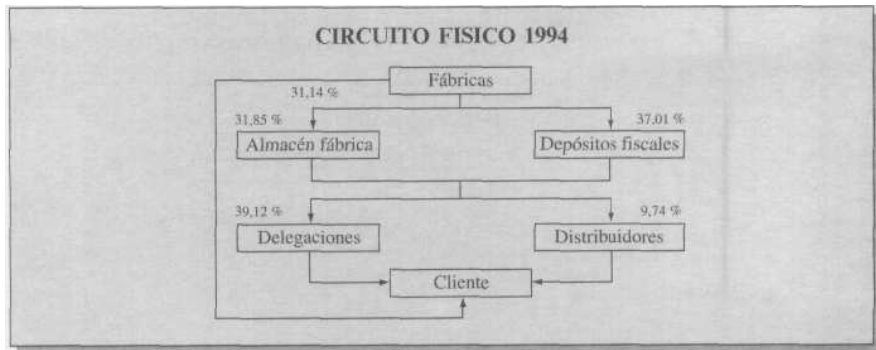 CIRCUITO FISICO 1994
Fábricas
31,14 %
31,85 %
37,01 %
Almacén fábrica
Depósitos fiscales
39,12 %
9,74 %
Delegaciones
Distribuidores
Cliente